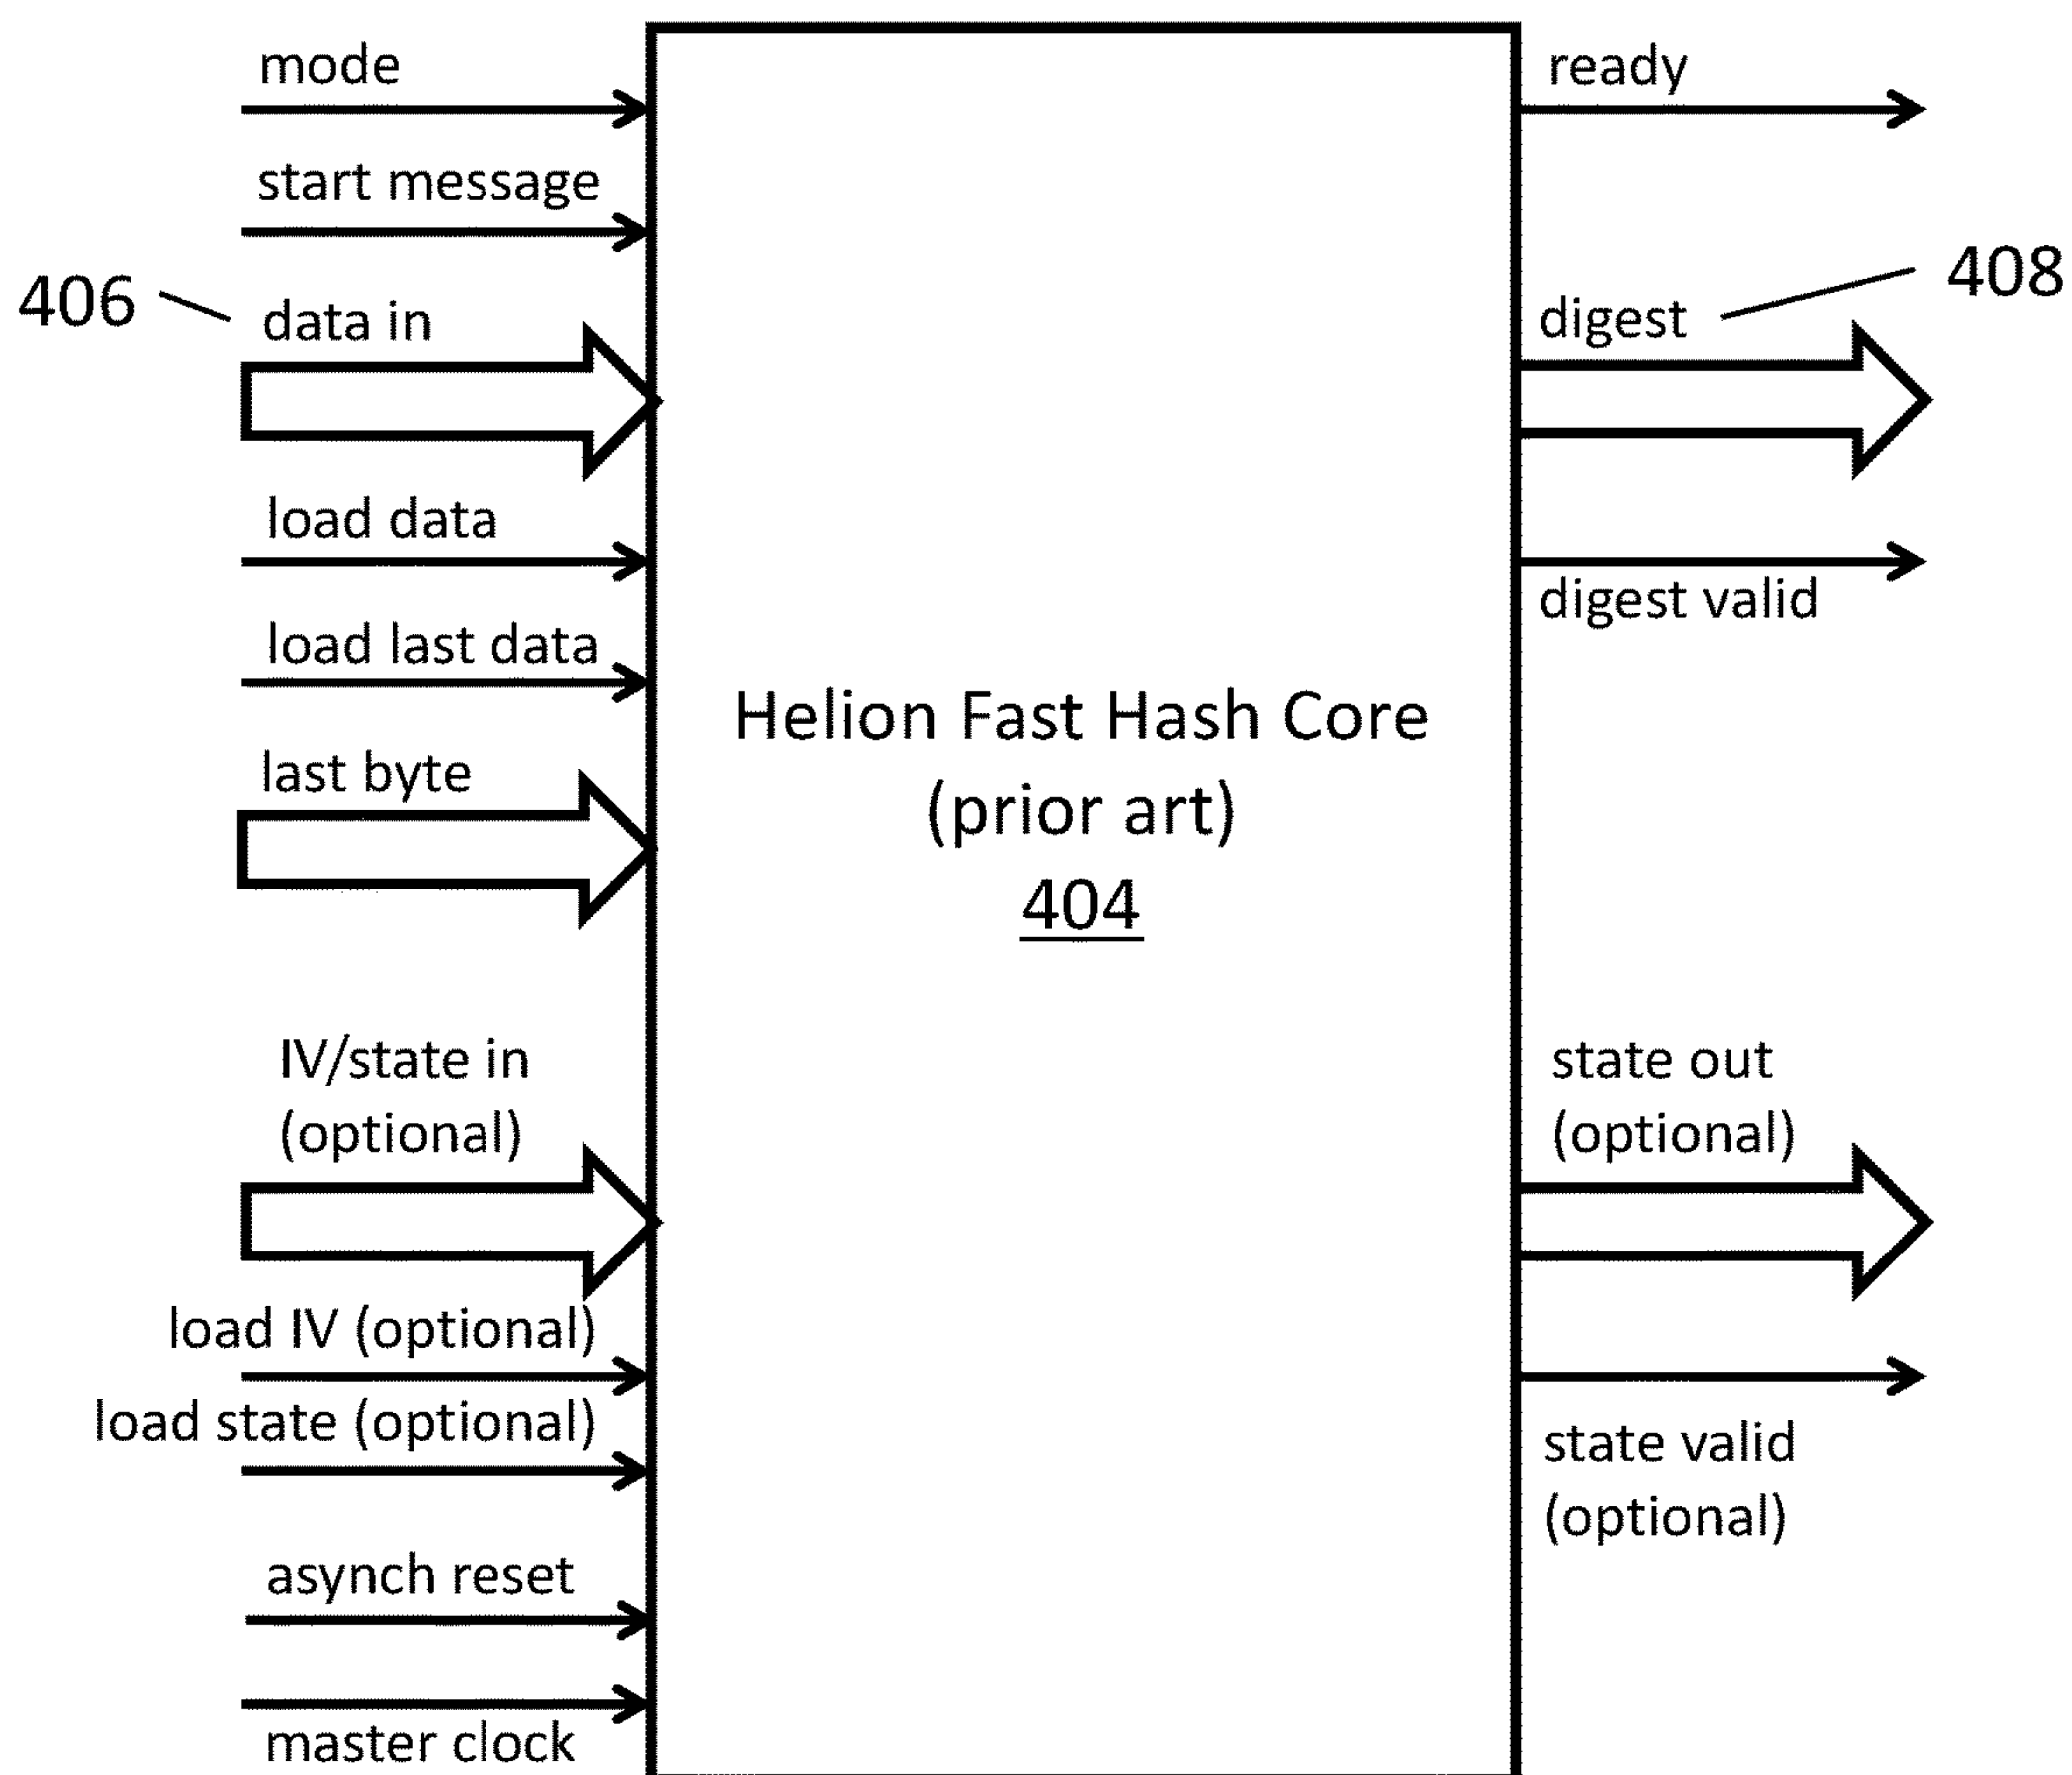 mode
start message
406
data in
load data
load last data
last byte
IV/state in
(optional)
load IV (optional)
load state (optional)
asynch reset
master clock
Helion Fast Hash Core
(prior art)
404
ready
408
digest
digest valid
state out
(optional)
state valid
(optional)